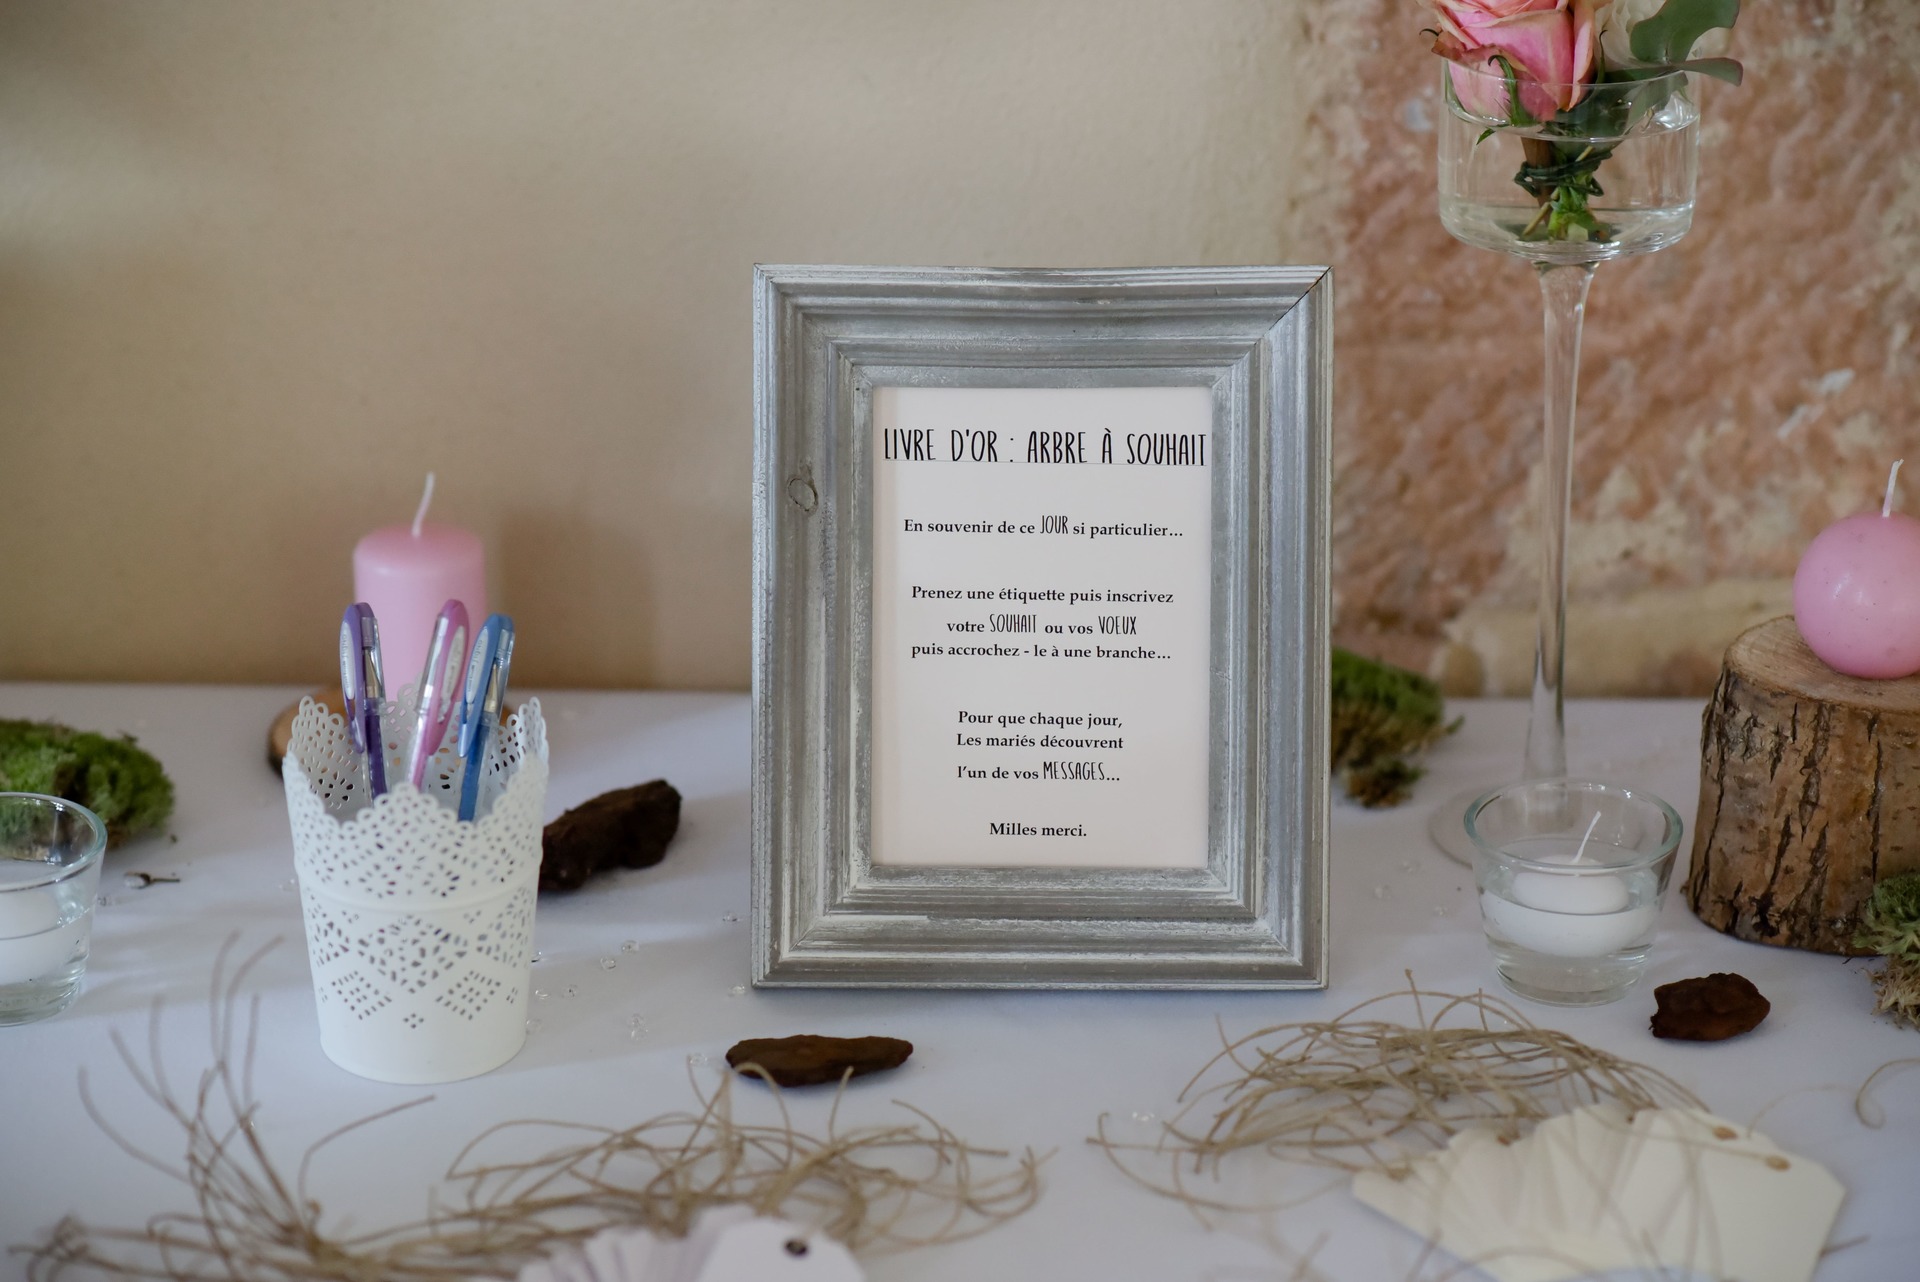 LIVRE D'OR : ARBRE À SOUHAIT
En souvenir de ce JOUR si particulier...
Prenez une étiquette puis inscrivez
votre SOUHAIT ou vos VOEUX
puis accrochez - le à une branche...
Pour que chaque jour,
Les mariés découvrent
l'un de vos MESSAGES...
Milles merci.